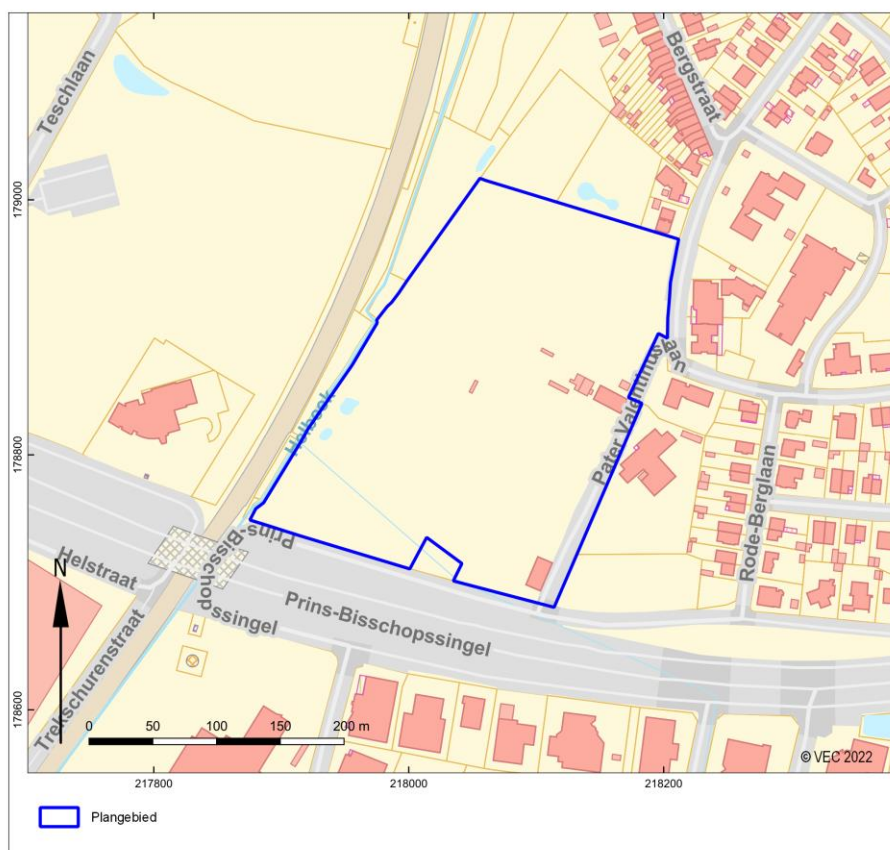 Teschlaan
Bergstraat
179000
Pater Valentinuslaan
Helbeek
178800
Prins-Bisschopssingel
Rode-Berglaan
Helstraat
N
Prins-Bisschopssingel
Trekschurenstraat
178600
0 50 100 150 200 m
© VEC 2022
217800 218000 218200
Plangebied